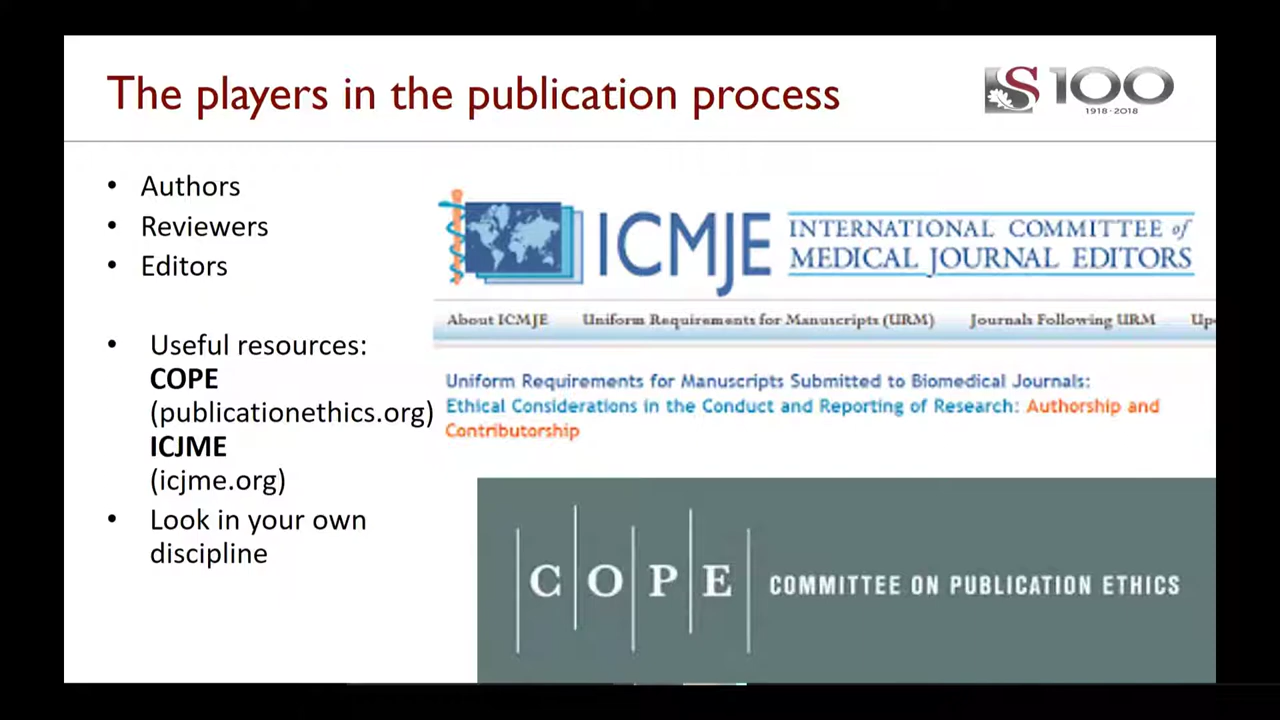 The players in the publication process
S100
1918 · 2018
• Authors
• Reviewers
• Editors
• Useful resources:
COPE
(publicationethics.org)
ICJME
(icjme.org)
• Look in your own
discipline
ICMJE
INTERNATIONAL COMMITTEE of
MEDICAL JOURNAL EDITORS
About ICMJE Uniform Requirements for Manuscripts (URM) Journals Following URM
Uniform Requirements for Manuscripts Submitted to Biomedical Journals:
Ethical Considerations in the Conduct and Reporting of Research: Authorship and
Contributorship
COPE COMMITTEE ON PUBLICATION ETHICS